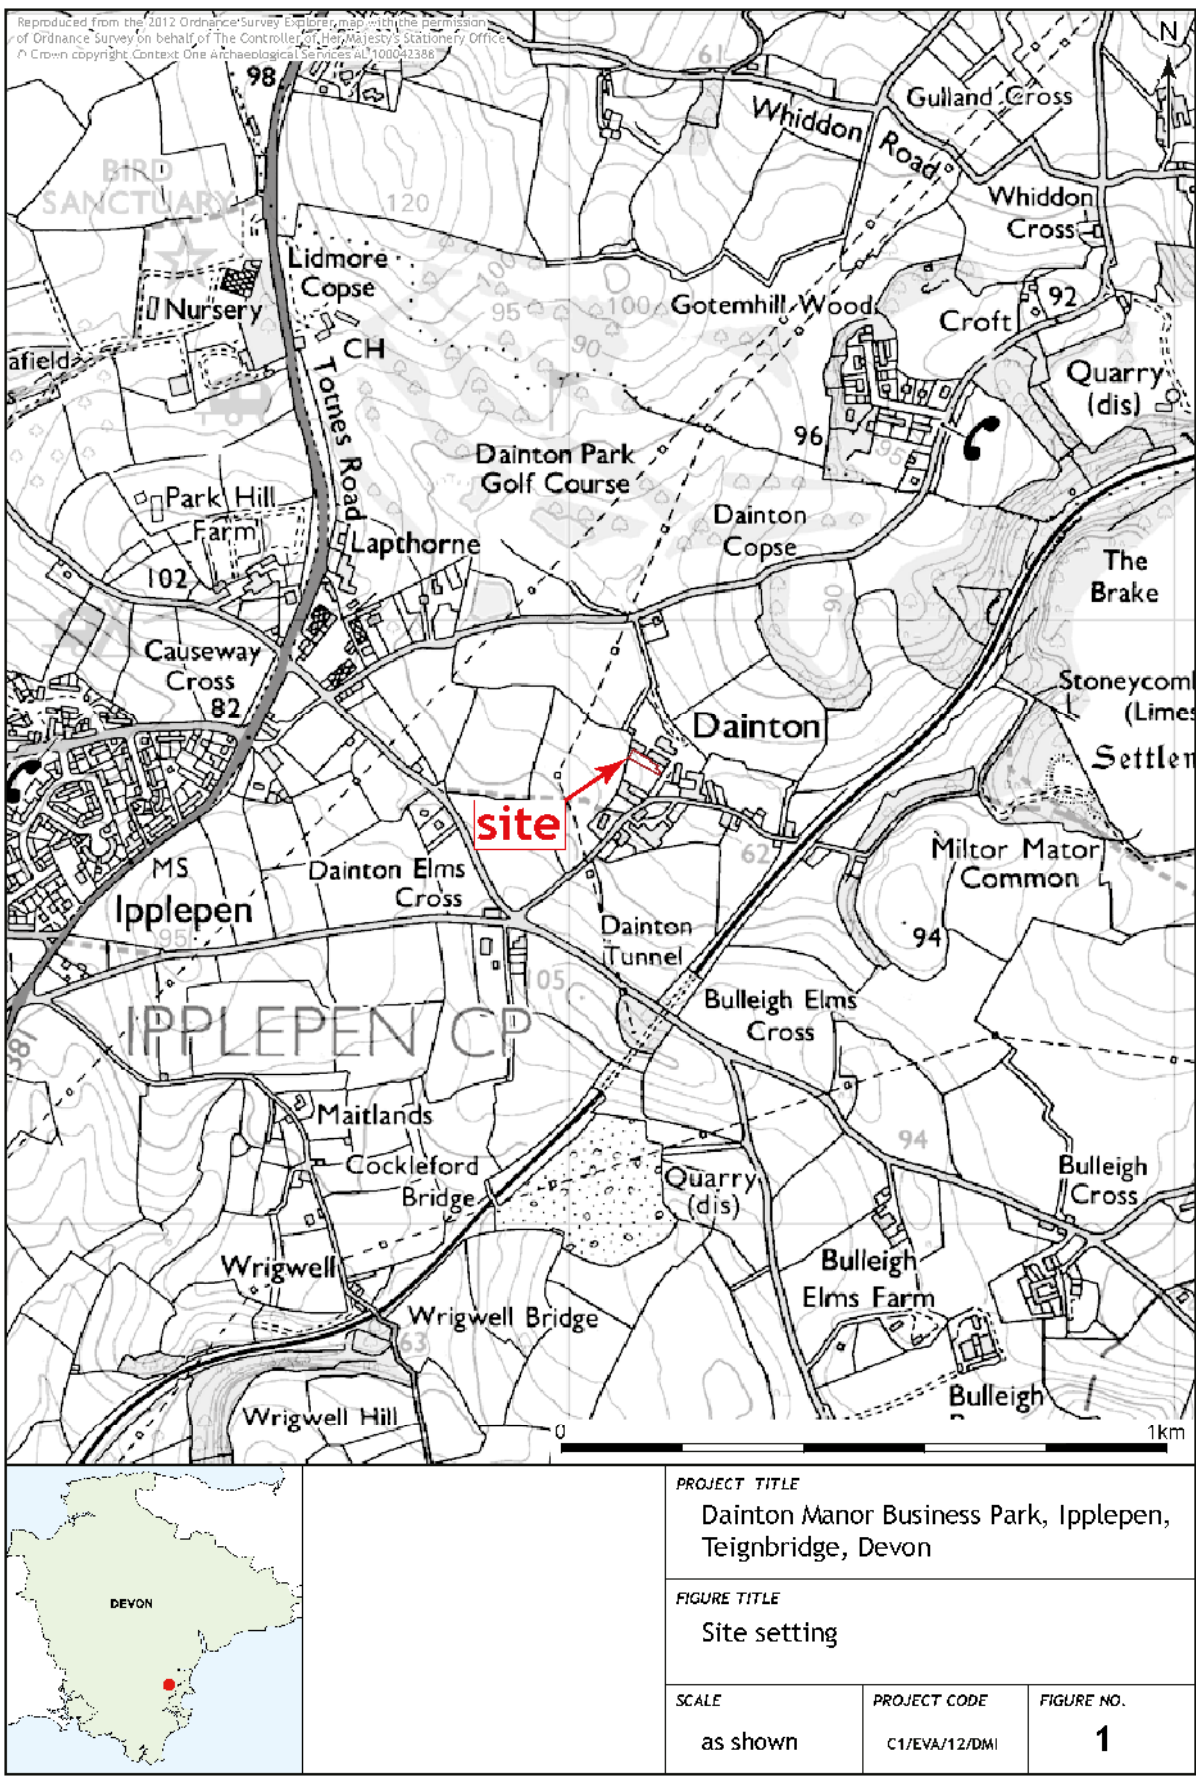 Reproduced from the 2012 Ordnance Survey Explorer map with the permission
of Ordnance Survey on behalf of The Controller of Her Majesty's Stationery Office
© Crown copyright Context One Archaeological Services AL 100042388
N
98
61
Whiddon Road
Gulland Cross
BIRD
SANCTUARY
120
Whiddon
Cross
Lidmore
Copse
100
Nursery
95
100
Gotemhill Wood
92
Croft
CH
90
afield
Totnes Road
Quarry
(dis)
96
95
Dainton Park
Golf Course
Park Hill
Farm
Dainton
Copse
Lapthorne
102
The
Brake
90
Causeway
Cross
82
Stoneycoml
(Limes
Dainton
Settlem
site
62
MS
Dainton Elms
Cross
Miltor Mator
Common
Ipplepen
95
Dainton
Tunnel
94
105
Bulleigh Elms
Cross
IPPLEPEN CP
Maitlands
94
Cockleford
Bridge
Quarry
(dis)
Bulleigh
Cross
Wrigwell
Bulleigh
Elms Farm
Wrigwell Bridge
63
Bulleigh
Wrigwell Hill
0
1km
DEVON
PROJECT TITLE
Dainton Manor Business Park, Ipplepen,
Teignbridge, Devon
FIGURE TITLE
Site setting
SCALE
PROJECT CODE
FIGURE NO.
as shown
C1/EVA/12/DMI
1